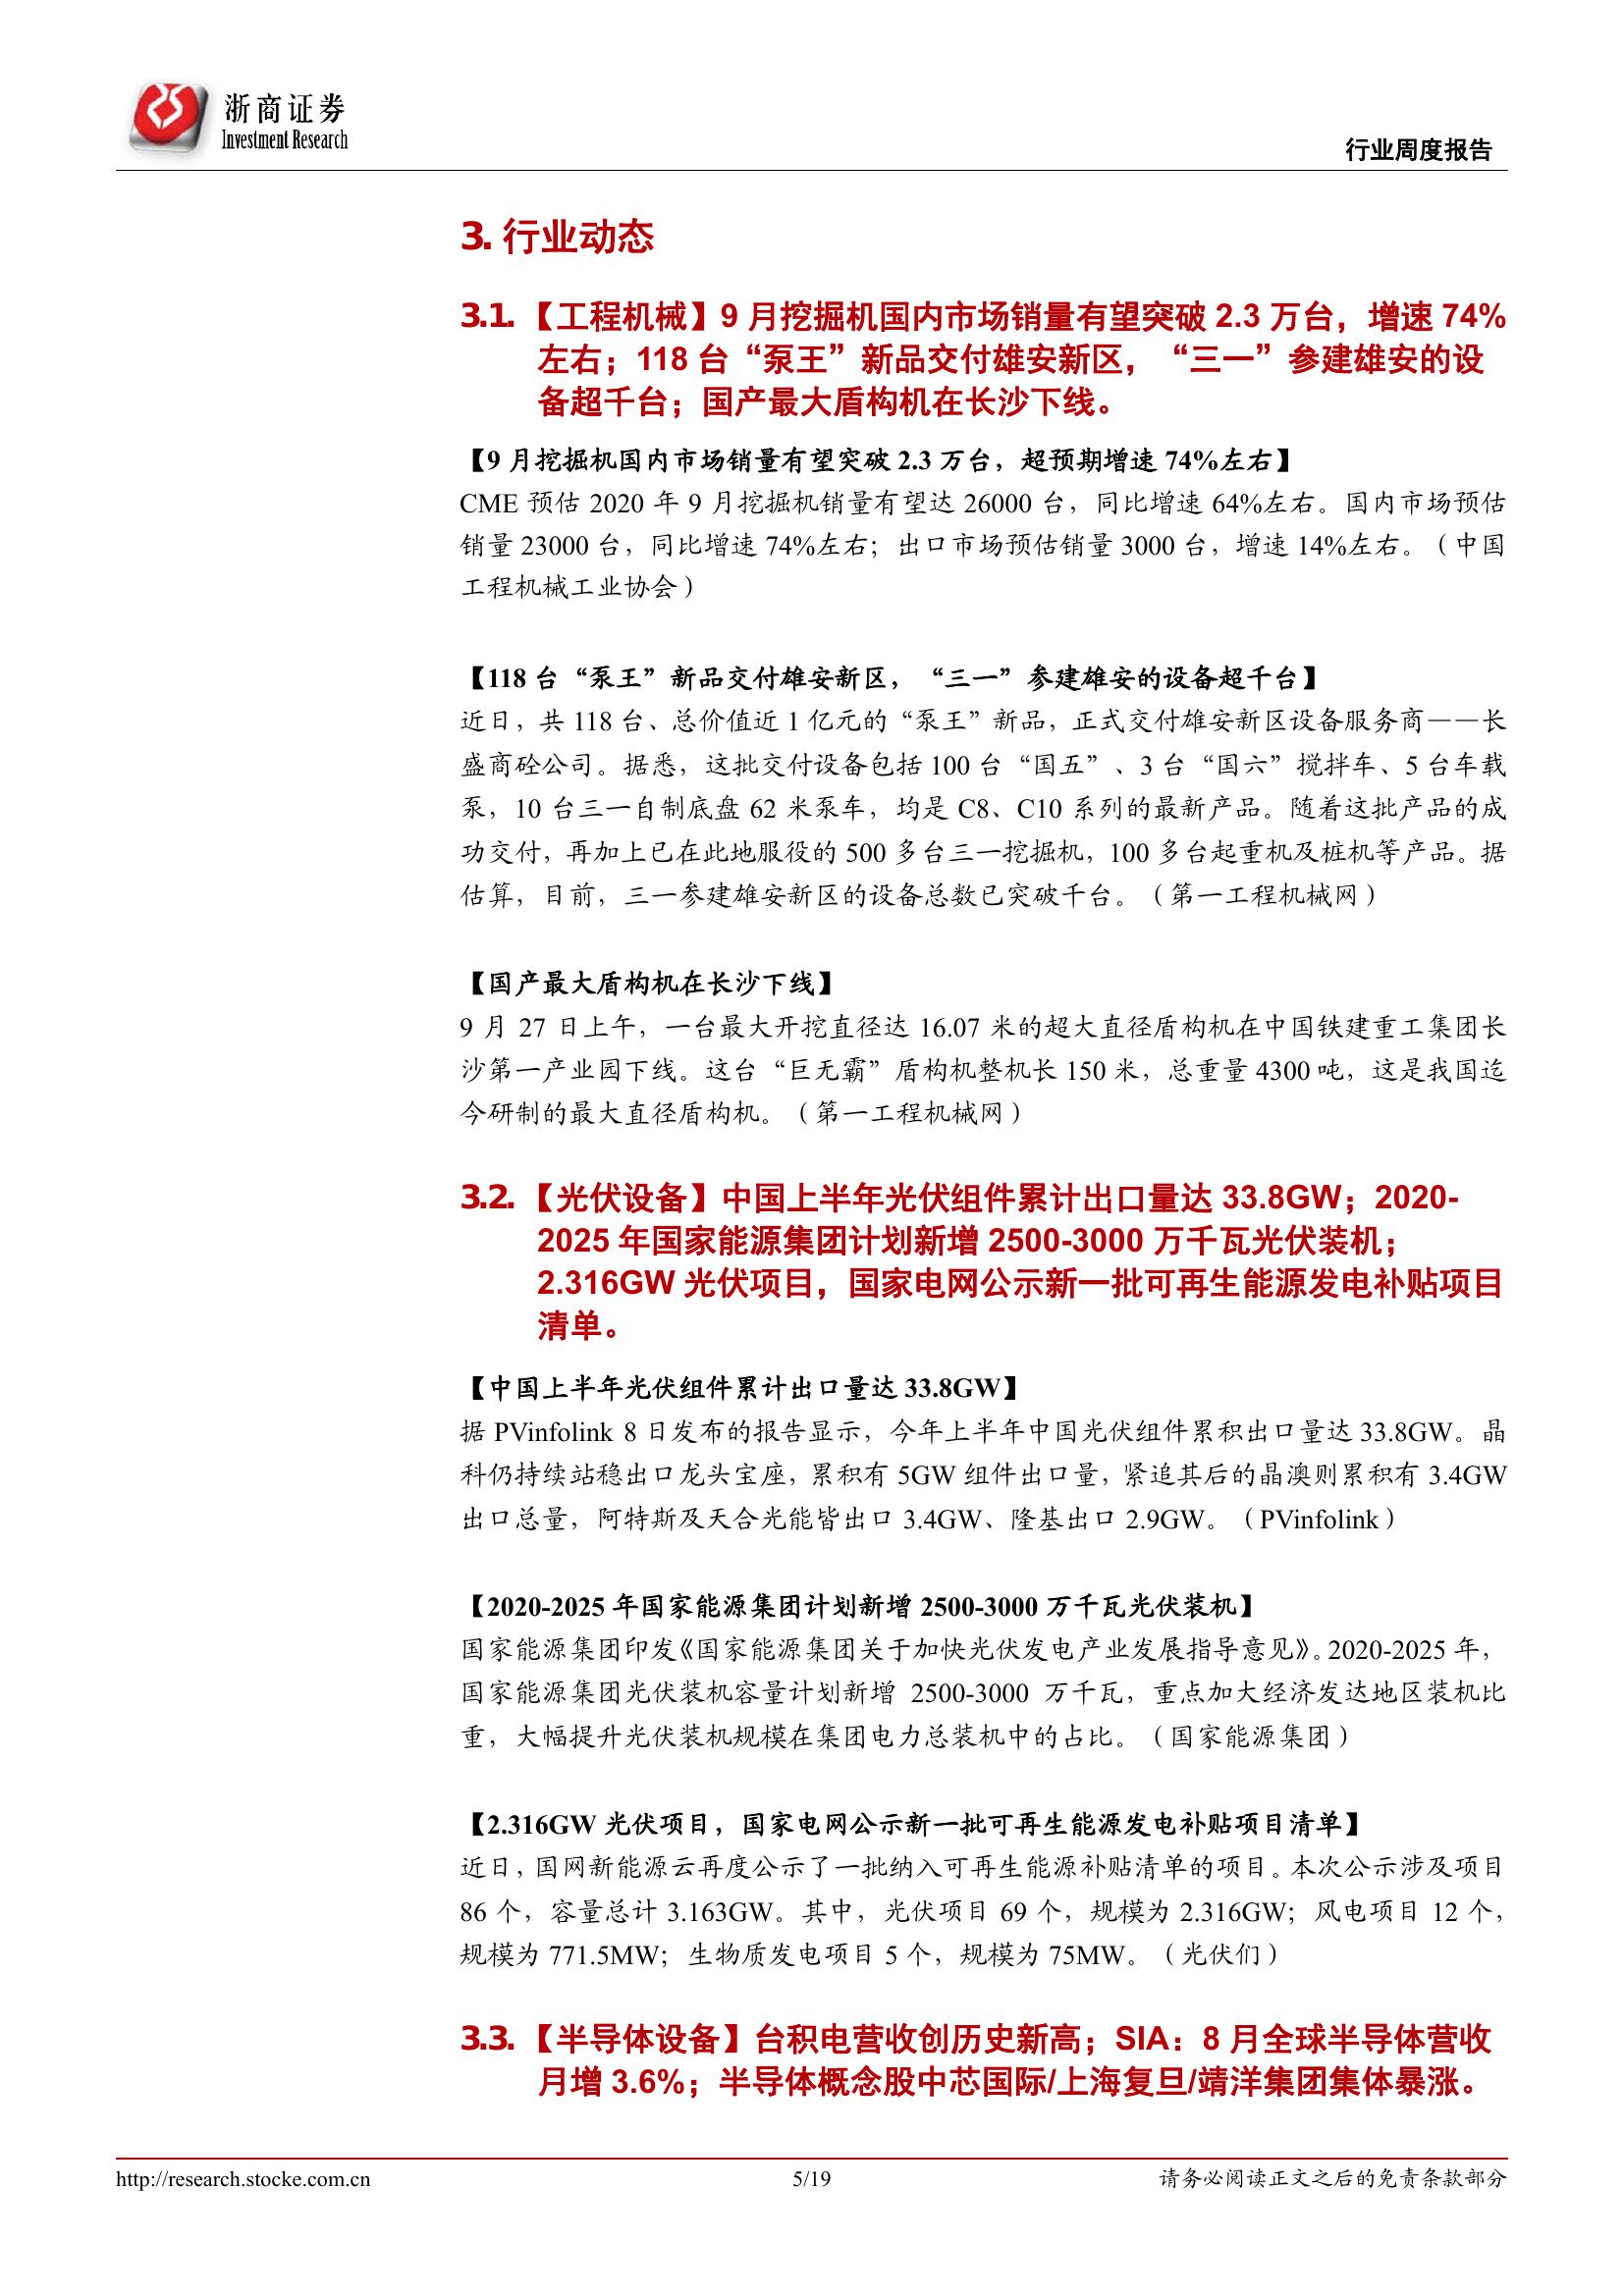 浙商证券
Investment Research
行业周度报告
3. 行业动态
3.1. 【工程机械】9 月挖掘机国内市场销量有望突破 2.3 万台，增速 74%
左右；118 台“泵王”新品交付雄安新区，“三一”参建雄安的设
备超千台；国产最大盾构机在长沙下线。
【9 月挖掘机国内市场销量有望突破 2.3 万台，超预期增速 74%左右】
CME 预估 2020 年 9 月挖掘机销量有望达 26000 台，同比增速 64%左右。国内市场预估
销量 23000 台，同比增速 74%左右；出口市场预估销量 3000 台，增速 14%左右。（中国
工程机械工业协会）
【118 台“泵王”新品交付雄安新区，“三一”参建雄安的设备超千台】
近日，共 118 台、总价值近 1 亿元的“泵王”新品，正式交付雄安新区设备服务商——长
盛商砼公司。据悉，这批交付设备包括 100 台“国五”、3 台“国六”搅拌车、5 台车载
泵，10 台三一自制底盘 62 米泵车，均是 C8、C10 系列的最新产品。随着这批产品的成
功交付，再加上已在此地服役的 500 多台三一挖掘机，100 多台起重机及桩机等产品。据
估算，目前，三一参建雄安新区的设备总数已突破千台。（第一工程机械网）
【国产最大盾构机在长沙下线】
9 月 27 日上午，一台最大开挖直径达 16.07 米的超大直径盾构机在中国铁建重工集团长
沙第一产业园下线。这台“巨无霸”盾构机整机长 150 米，总重量 4300 吨，这是我国迄
今研制的最大直径盾构机。（第一工程机械网）
3.2. 【光伏设备】中国上半年光伏组件累计出口量达 33.8GW；2020-
2025 年国家能源集团计划新增 2500-3000 万千瓦光伏装机；
2.316GW 光伏项目，国家电网公示新一批可再生能源发电补贴项目
清单。
【中国上半年光伏组件累计出口量达 33.8GW】
据 PVinfolink 8 日发布的报告显示，今年上半年中国光伏组件累积出口量达 33.8GW。晶
科仍持续站稳出口龙头宝座，累积有 5GW 组件出口量，紧追其后的晶澳则累积有 3.4GW
出口总量，阿特斯及天合光能皆出口 3.4GW、隆基出口 2.9GW。（PVinfolink）
【2020-2025 年国家能源集团计划新增 2500-3000 万千瓦光伏装机】
国家能源集团印发《国家能源集团关于加快光伏发电产业发展指导意见》。2020-2025 年，
国家能源集团光伏装机容量计划新增 2500-3000 万千瓦，重点加大经济发达地区装机比
重，大幅提升光伏装机规模在集团电力总装机中的占比。（国家能源集团）
【2.316GW 光伏项目，国家电网公示新一批可再生能源发电补贴项目清单】
近日，国网新能源云再度公示了一批纳入可再生能源补贴清单的项目。本次公示涉及项目
86 个，容量总计 3.163GW。其中，光伏项目 69 个，规模为 2.316GW；风电项目 12 个，
规模为 771.5MW；生物质发电项目 5 个，规模为 75MW。（光伏们）
3.3. 【半导体设备】台积电营收创历史新高；SIA：8 月全球半导体营收
月增 3.6%；半导体概念股中芯国际/上海复旦/靖洋集团集体暴涨。
http://research.stocke.com.cn
5/19
请务必阅读正文之后的免责条款部分